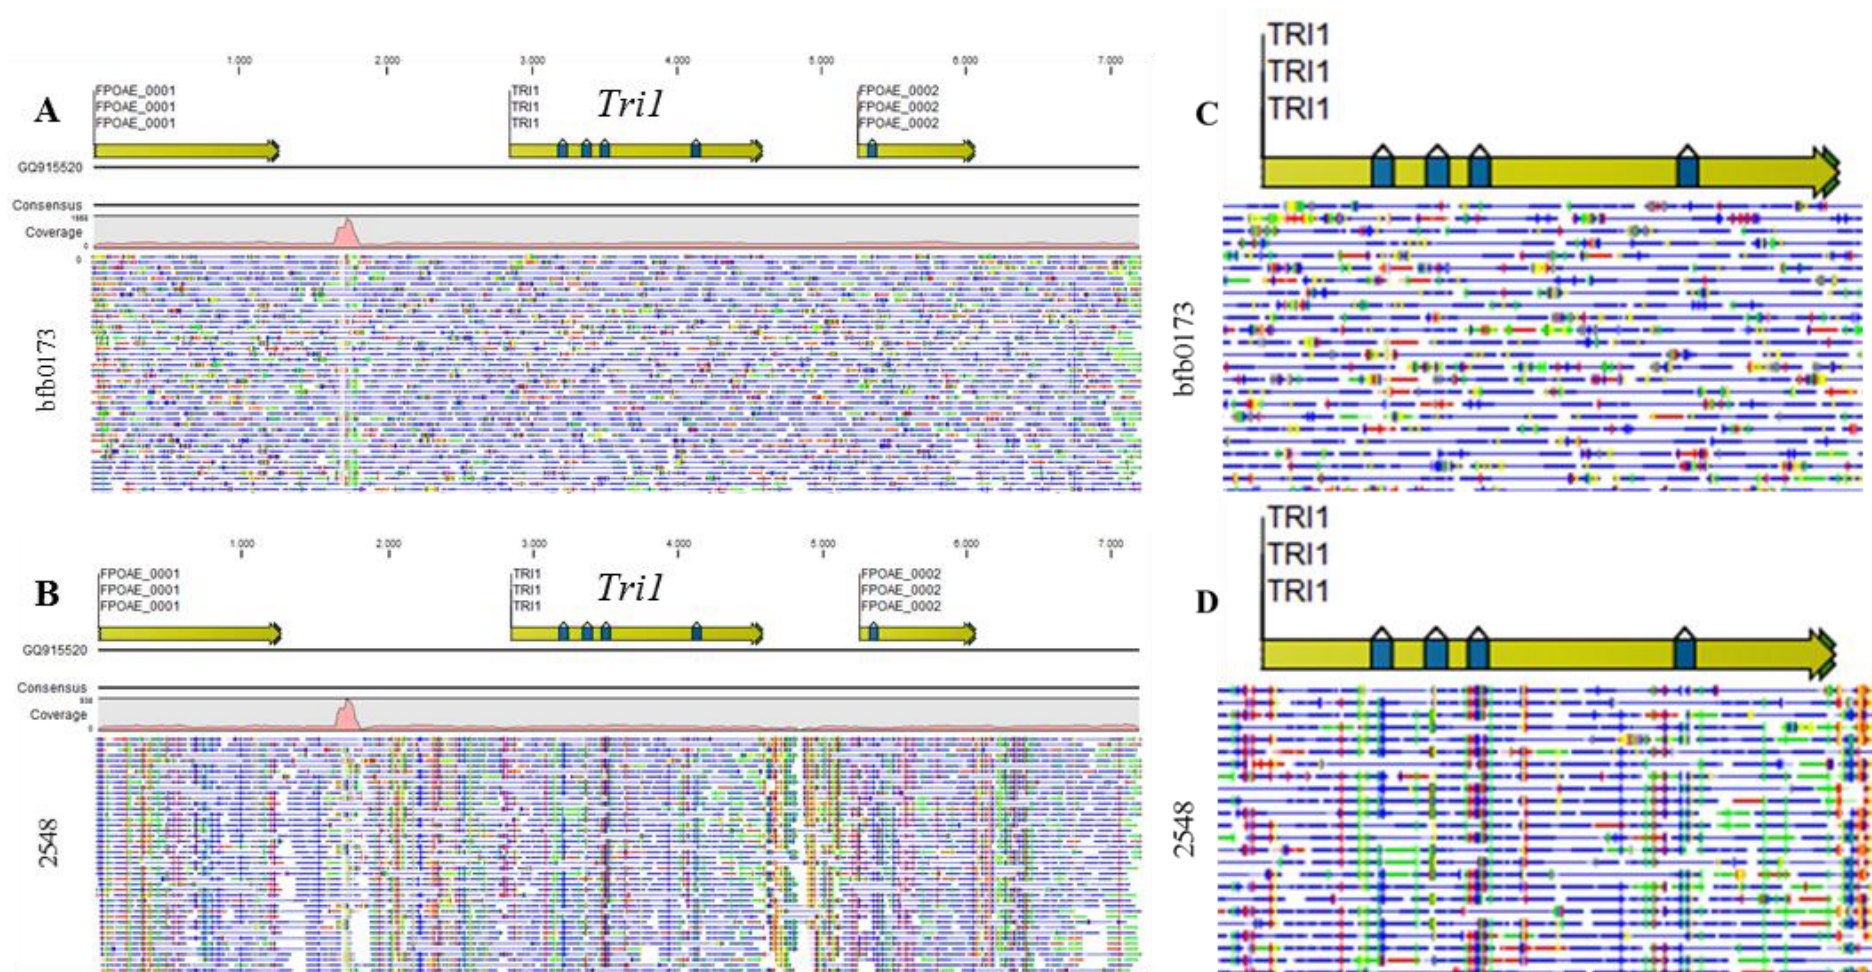 A
1.000 2.000 3.000 4.000 5.000 6.000 7.000
FPOAE_0001 TRI1 Tri1 FPOAE_0002
FPOAE_0001 TRI1 FPOAE_0002
FPOAE_0001 TRI1 FPOAE_0002
GQ915520
Consensus
Coverage
0
0
bfb0173
B
1.000 2.000 3.000 4.000 5.000 6.000 7.000
FPOAE_0001 TRI1 Tri1 FPOAE_0002
FPOAE_0001 TRI1 FPOAE_0002
FPOAE_0001 TRI1 FPOAE_0002
GQ915520
Consensus
Coverage
0
2548
C
TRI1
TRI1
TRI1
bfb0173
D
TRI1
TRI1
TRI1
2548